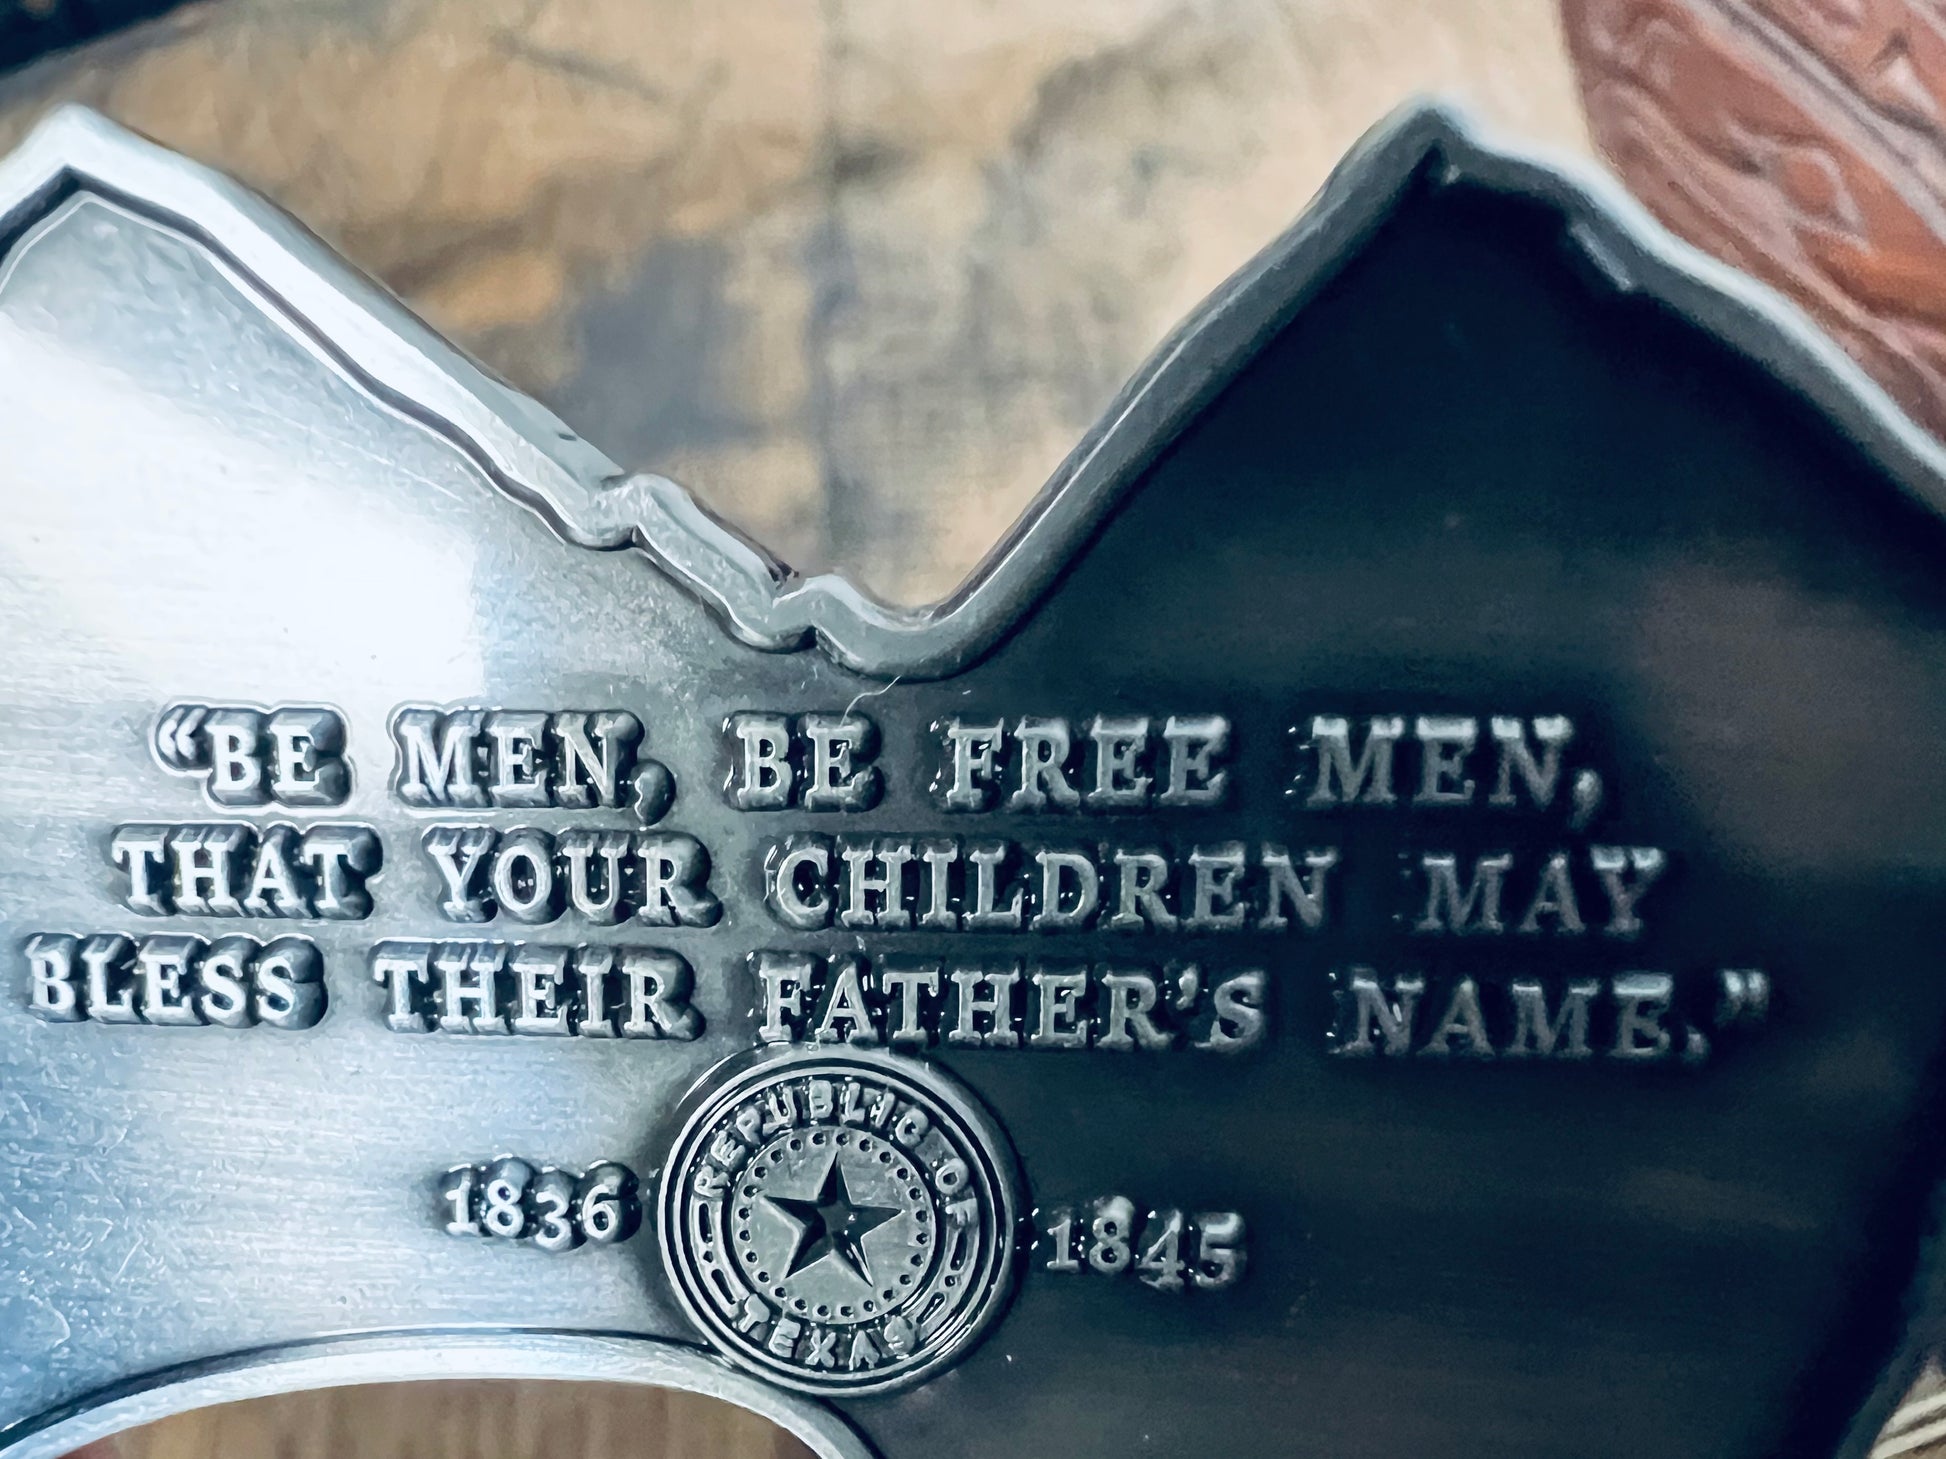 “BE MEN, BE FREE MEN,
THAT YOUR CHILDREN MAY
BLESS THEIR FATHER’S NAME.”
1836
REPUBLIC OF
TEXAS
1845